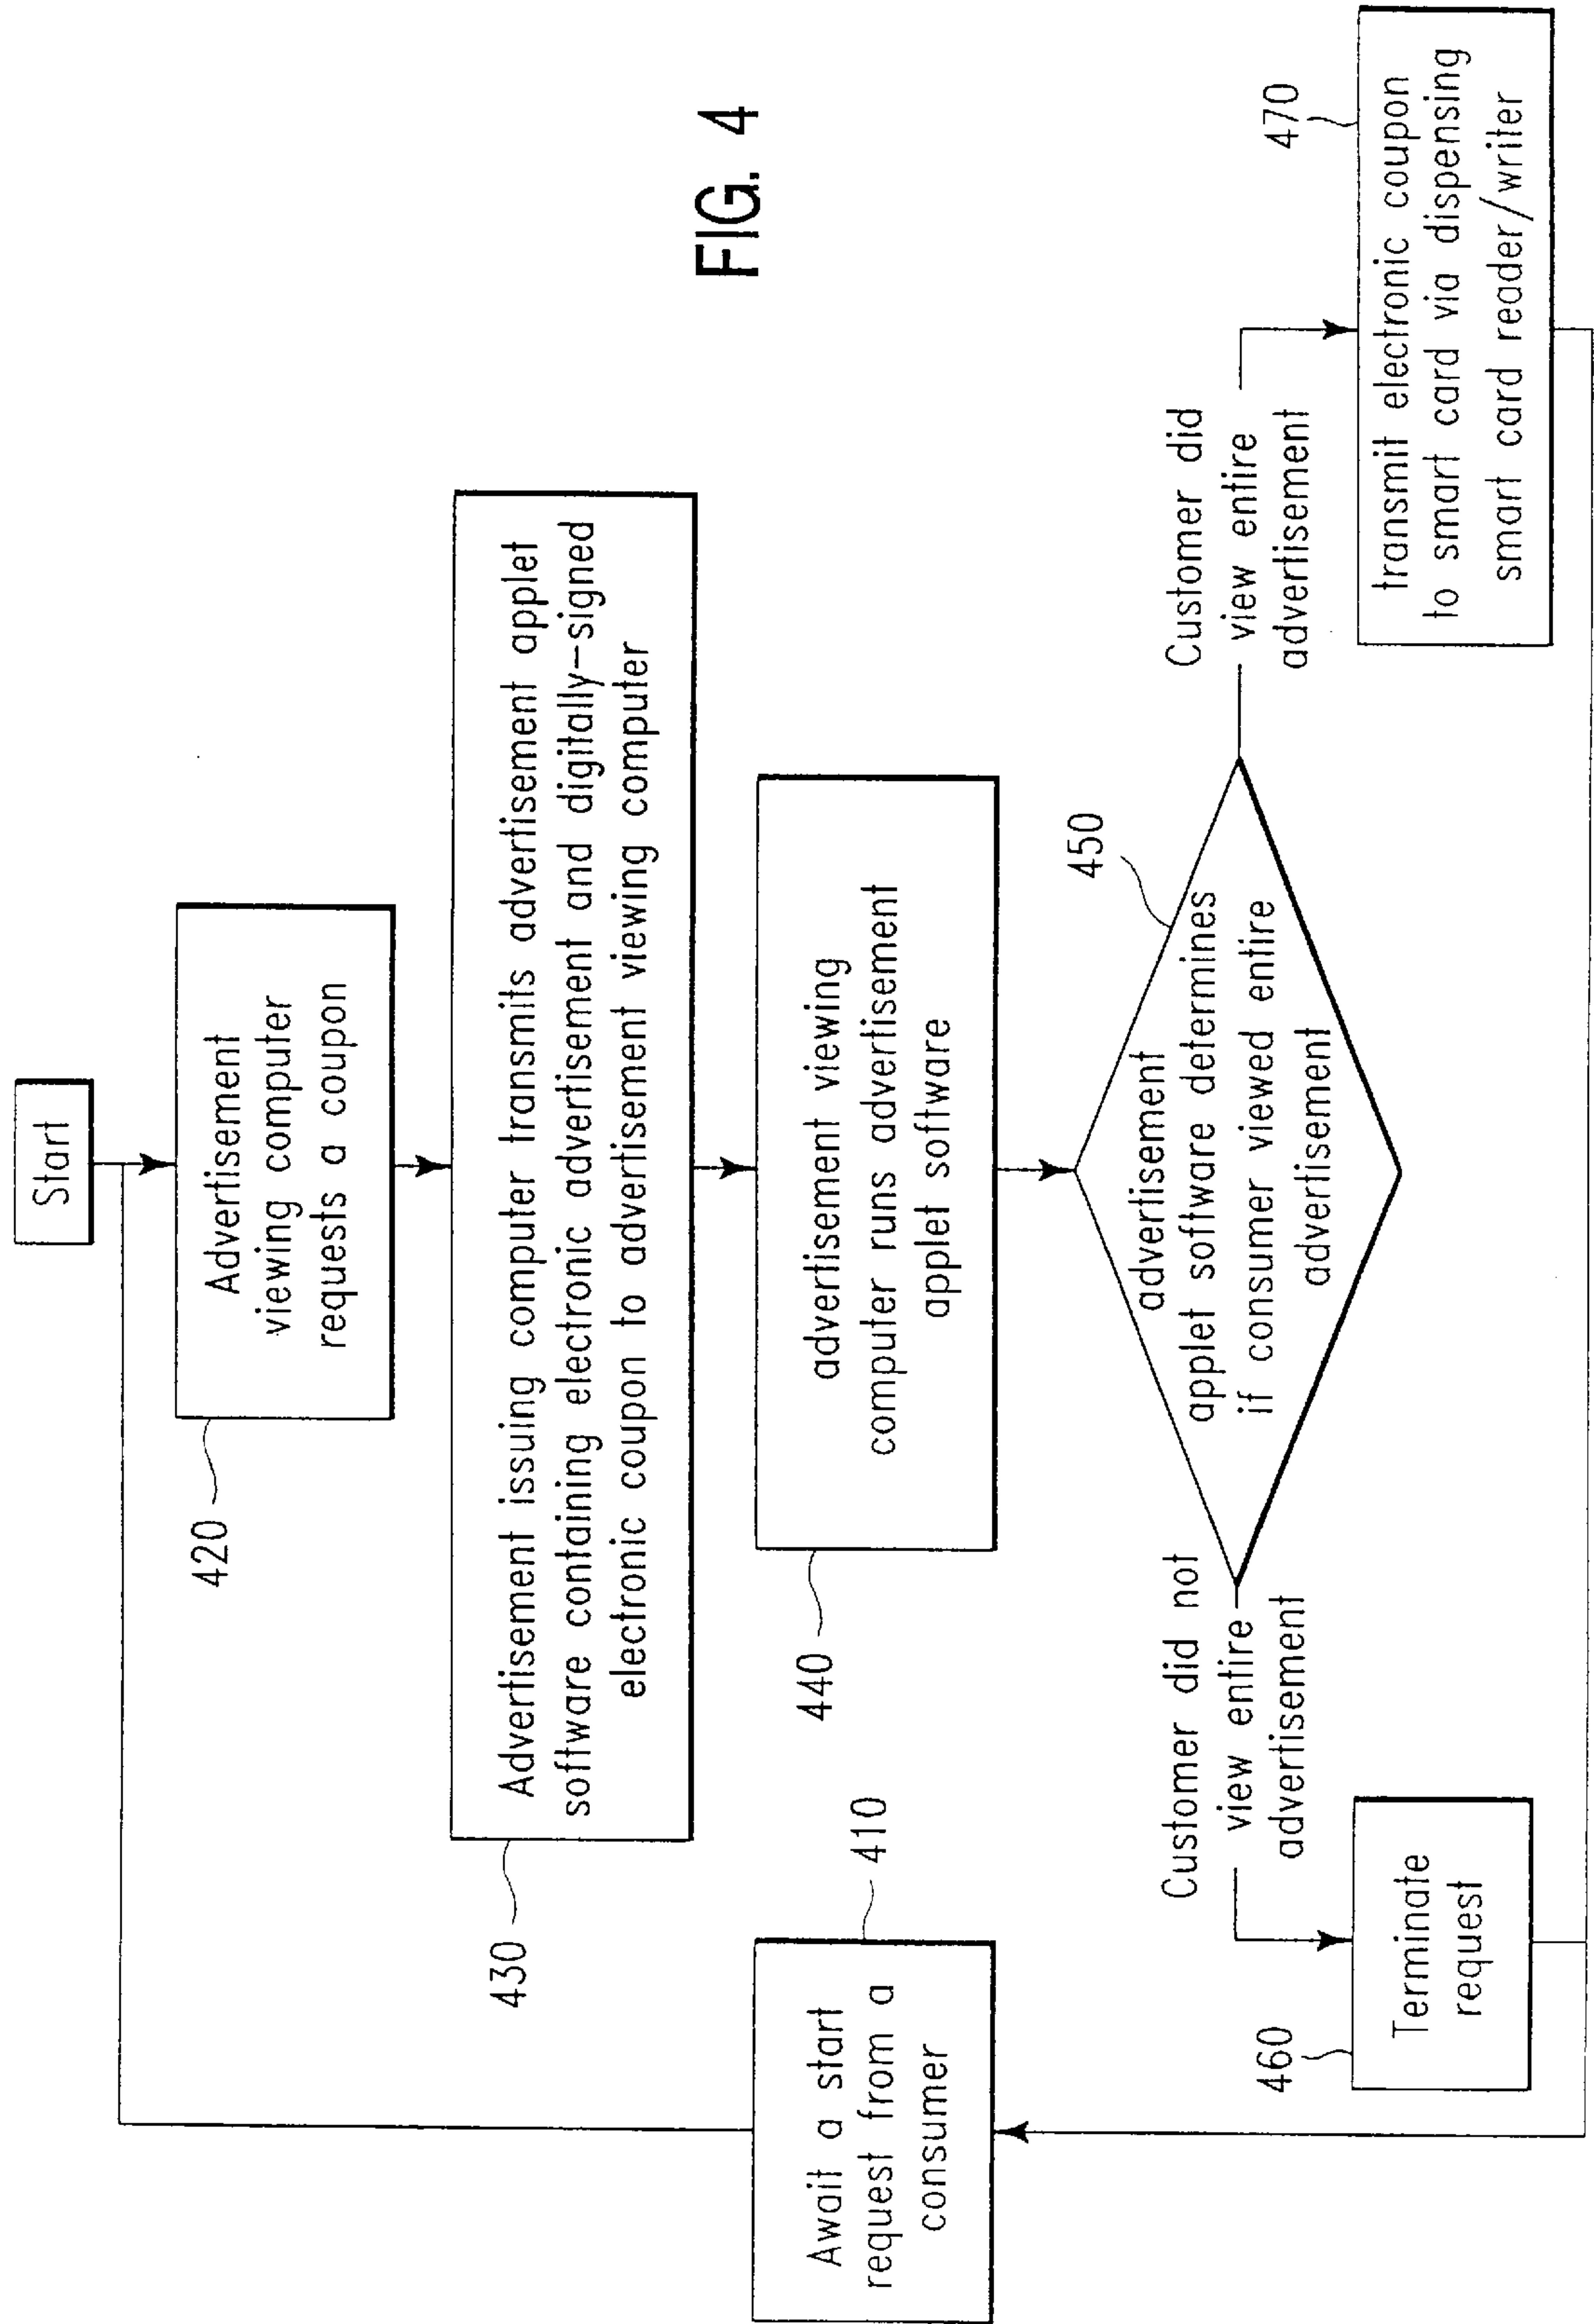 Start
Advertisement
viewing computer
requests a coupon
420
Advertisement issuing computer transmits advertisement applet
software containing electronic advertisement and digitally-signed
electronic coupon to advertisement viewing computer
430
advertisement viewing
computer runs advertisement
applet software
440
Await a start
request from a
consumer
410
advertisement
applet software determines
if consumer viewed entire
advertisement
450
Customer did not
view entire
advertisement
Customer did
view entire
advertisement
Terminate
request
460
transmit electronic coupon
to smart card via dispensing
smart card reader/writer
470
FIG. 4